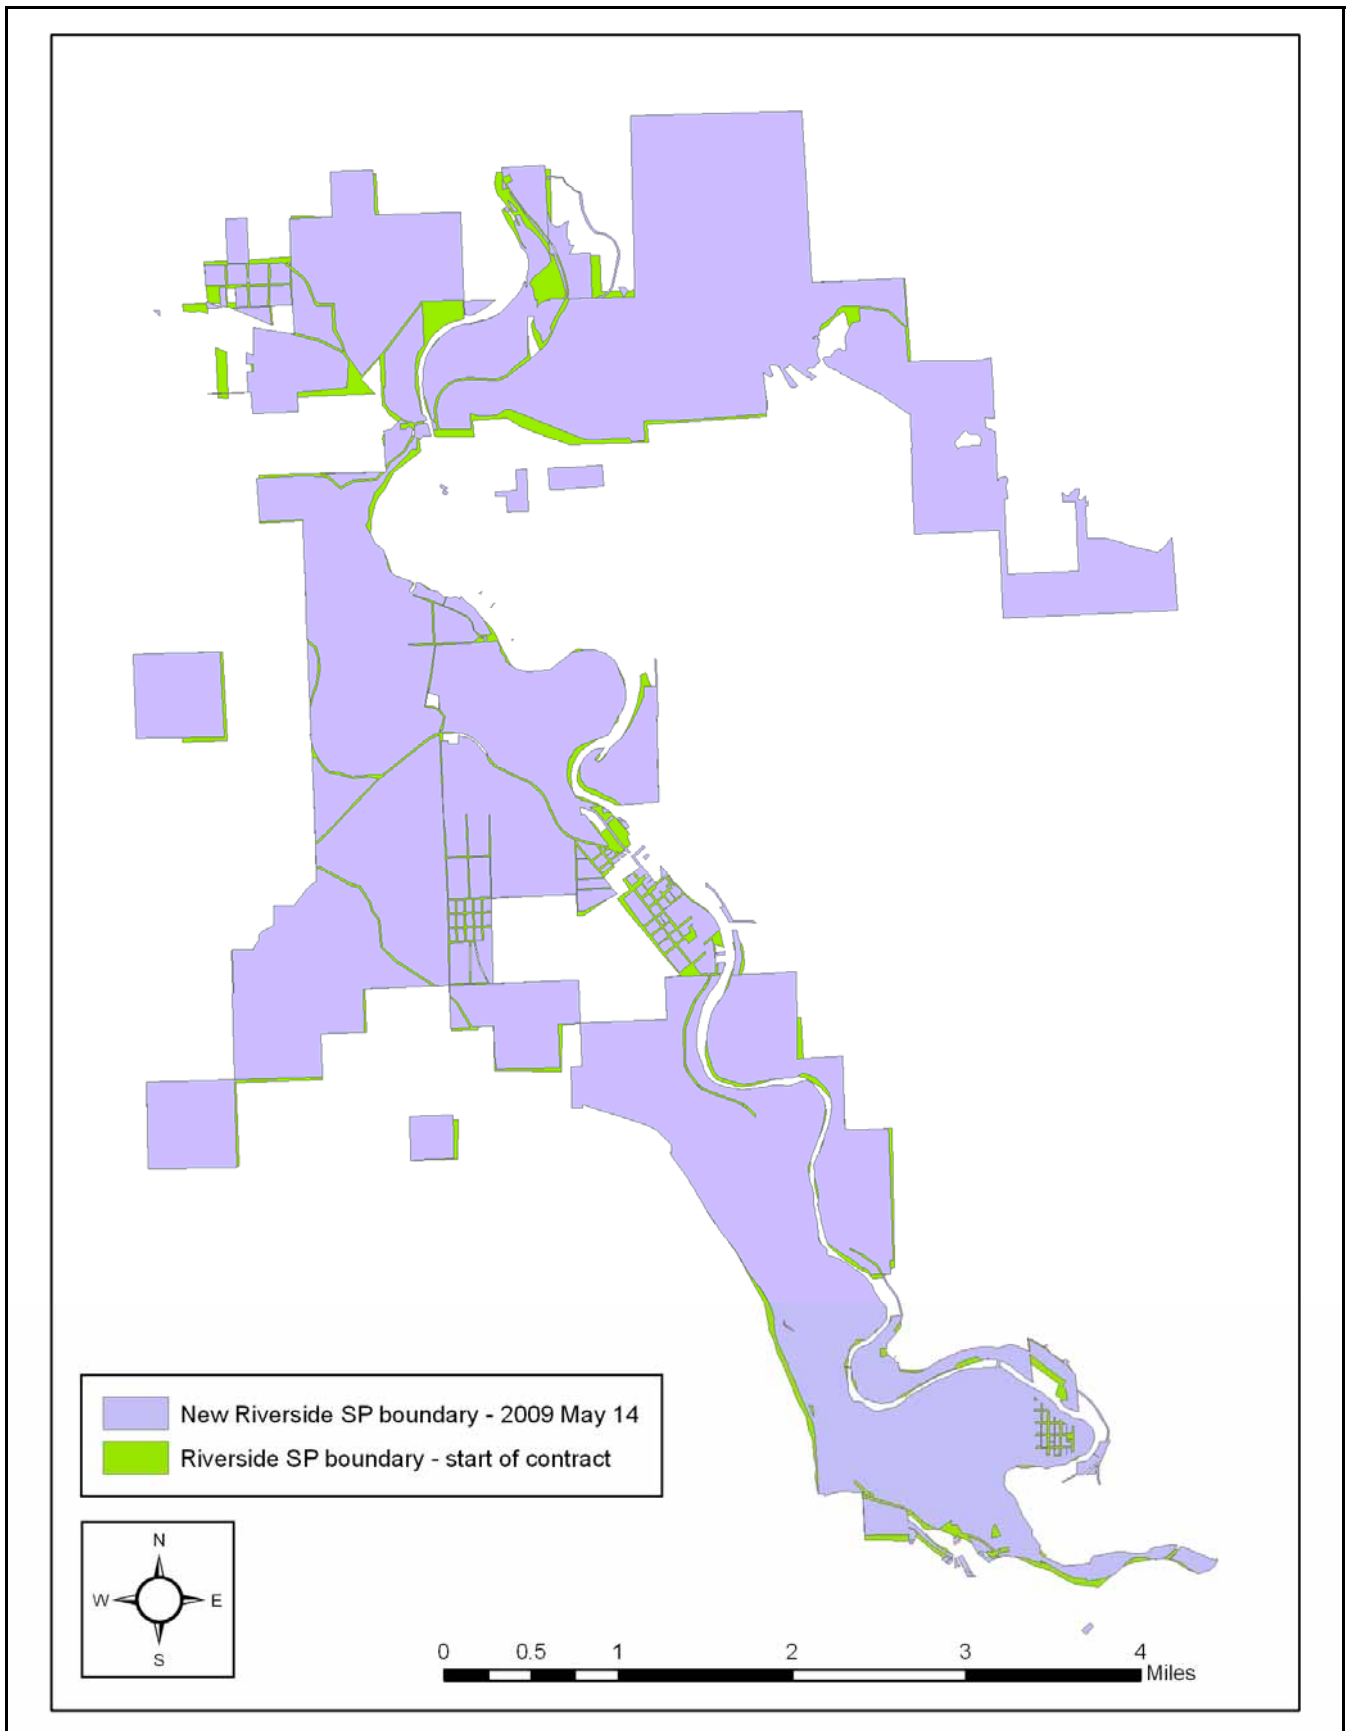 New Riverside SP boundary - 2009 May 14
Riverside SP boundary - start of contract
N
W E
S
0 0.5 1 2 3 4
Miles